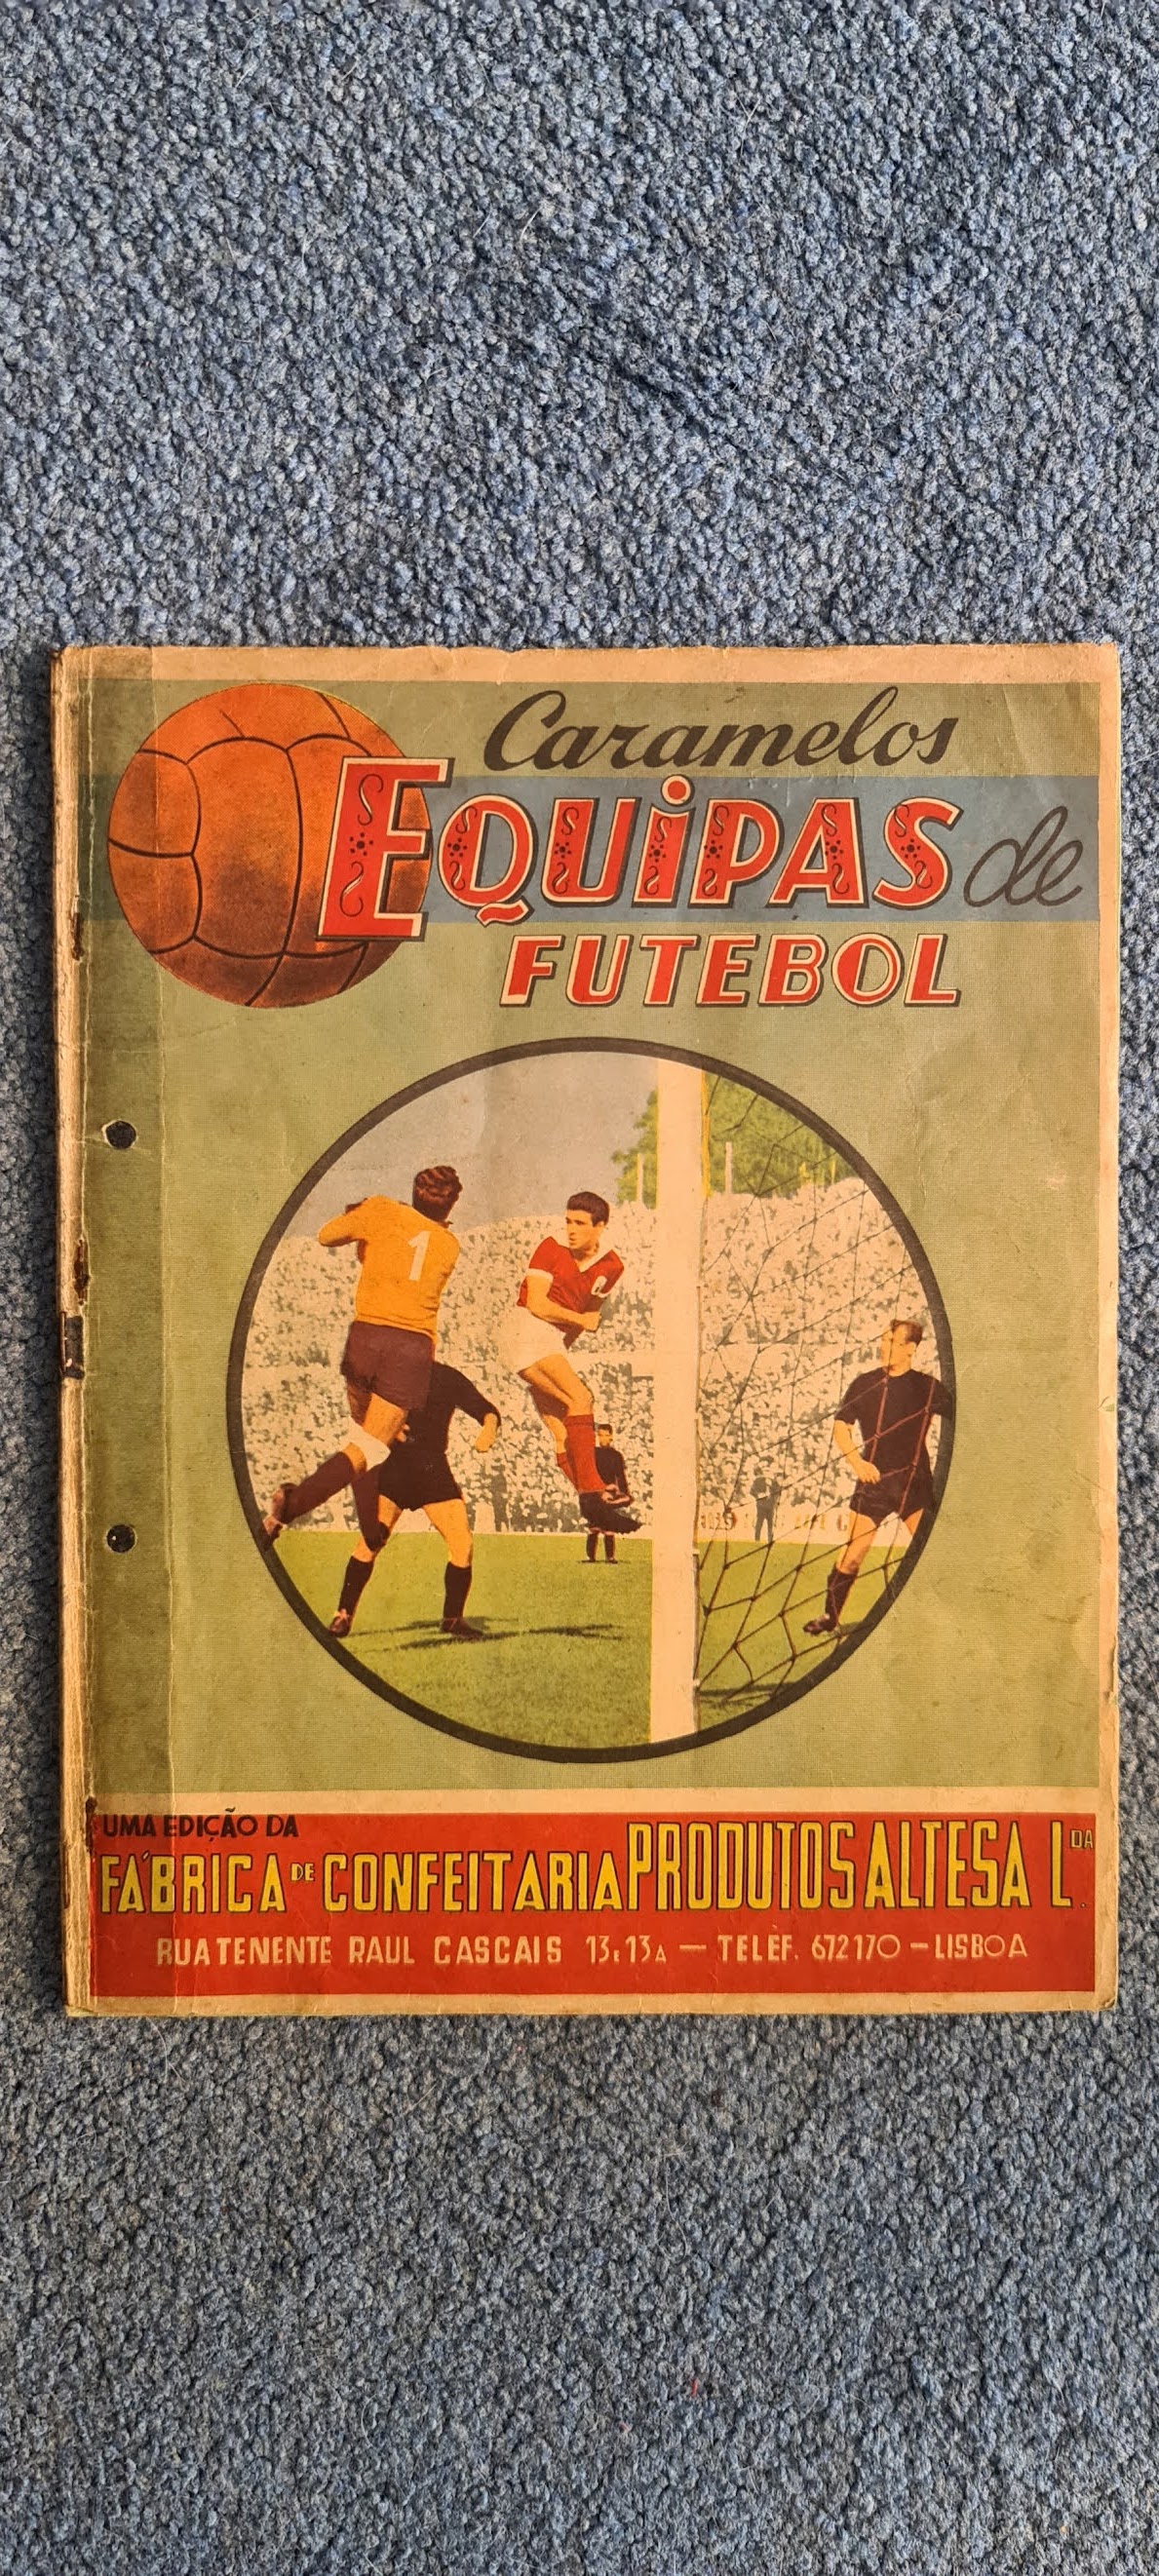 Caramelos
EQUiPAS de
FUTEBOL
1
UMA EDIÇÃO DA
FÁBRICA DE CONFEITARIA PRODUTOS ALTESA LDA.
RUA TENENTE RAUL CASCAIS 13 E 13A — TELEF. 672170 — LISBOA